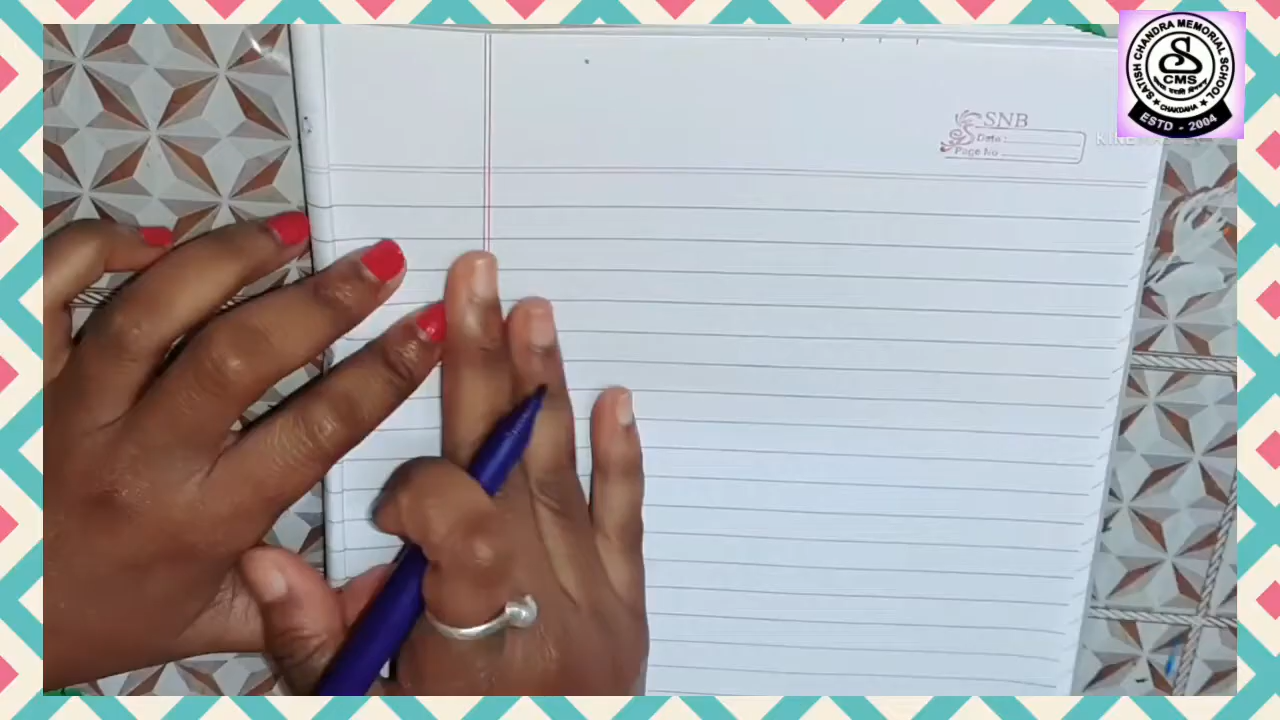 SATISH CHANDRA MEMORIAL SCHOOL
S
CMS
CHAKDAHA
ESTD - 2004
SNB
Date :
Page No